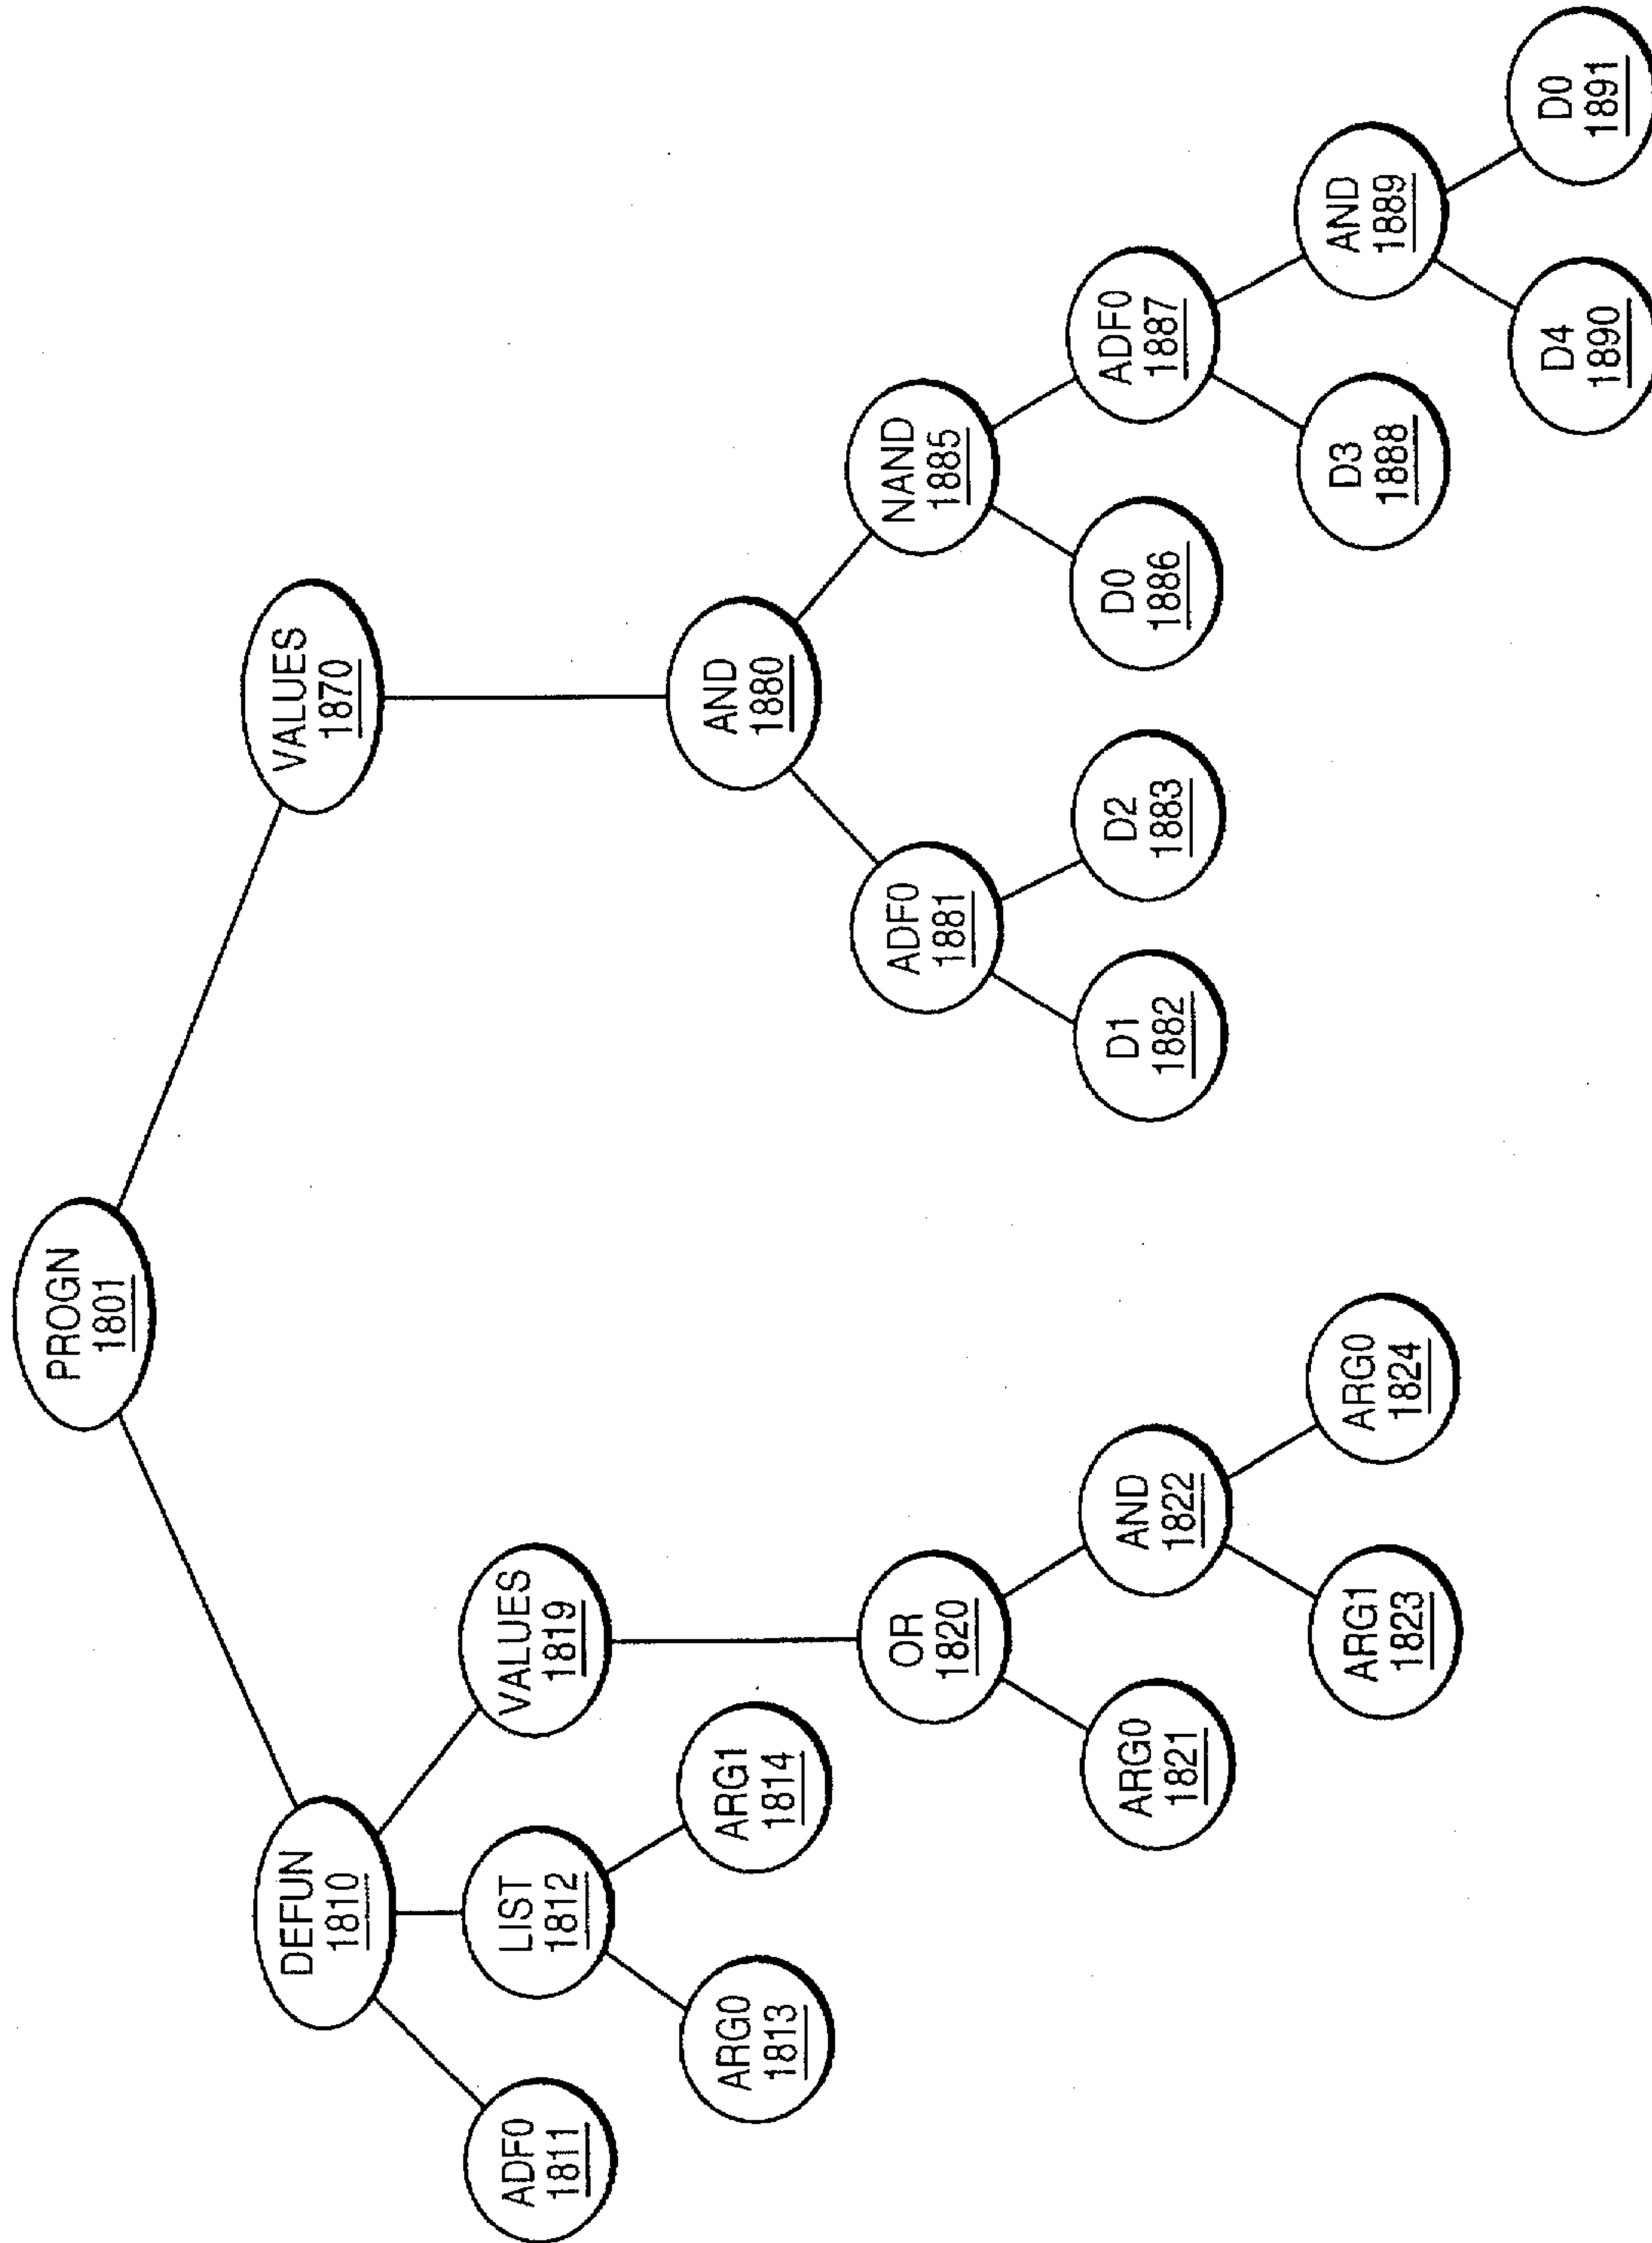 PROGN
1801
DEFUN
1810
VALUES
1870
ADF0
1811
LIST
1812
VALUES
1819
ARG0
1813
ARG1
1814
OR
1820
ARG0
1821
AND
1822
ARG1
1823
ARG0
1824
AND
1880
ADF0
1881
NAND
1885
D1
1882
D2
1883
D0
1886
ADF0
1887
D3
1888
AND
1889
D4
1890
D0
1891